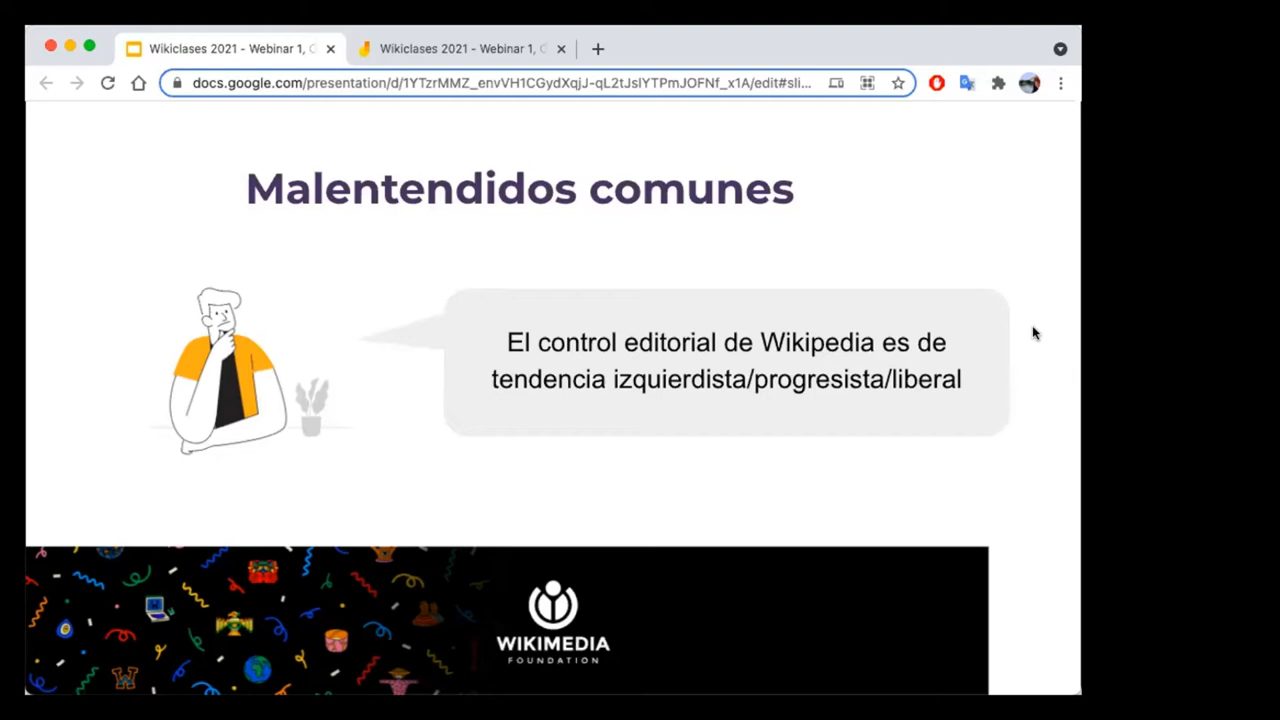 Wikiclases 2021 - Webinar 1, C
Wikiclases 2021 - Webinar 1, C
docs.google.com/presentation/d/1YTzrMMZ_envVH1CGydXqjJ-qL2tJsIYTPmJOFNf_x1A/edit#sli...
Malentendidos comunes
El control editorial de Wikipedia es de
tendencia izquierdista/progresista/liberal
WIKIMEDIA
FOUNDATION